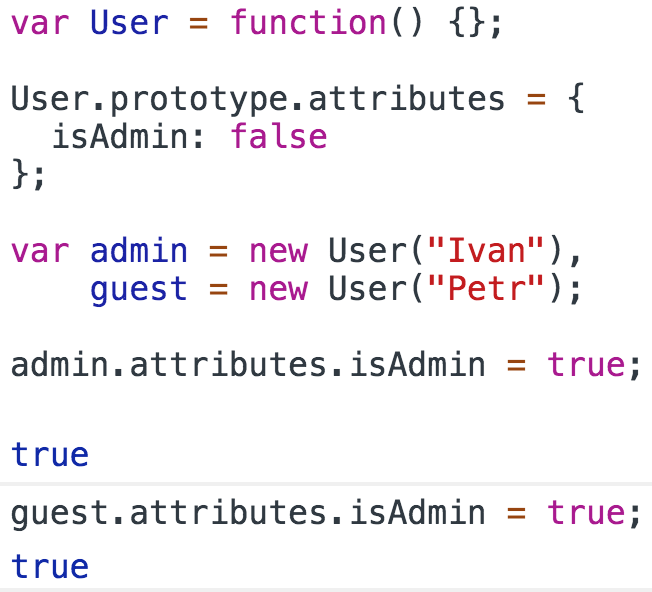 var User = function() {};
User.prototype.attributes = {
  isAdmin: false
};
var admin = new User("Ivan"),
    guest = new User("Petr");
admin.attributes.isAdmin = true;
true
guest.attributes.isAdmin = true;
true